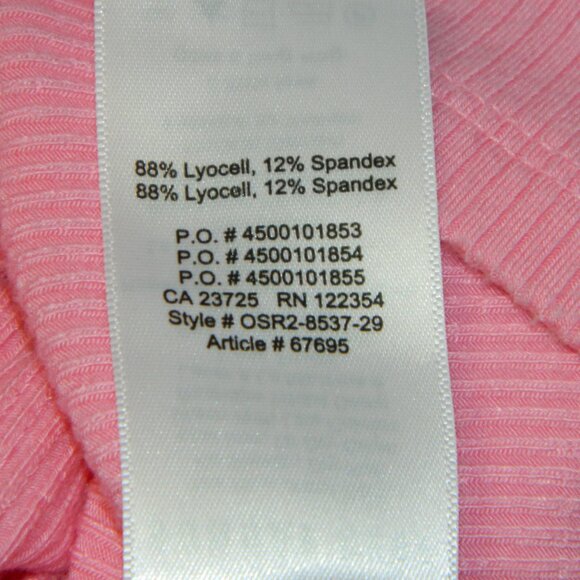 88% Lyocell, 12% Spandex
88% Lyocell, 12% Spandex
P.O. # 4500101853
P.O. # 4500101854
P.O. # 4500101855
CA 23725 RN 122354
Style # OSR2-8537-29
Article # 67695